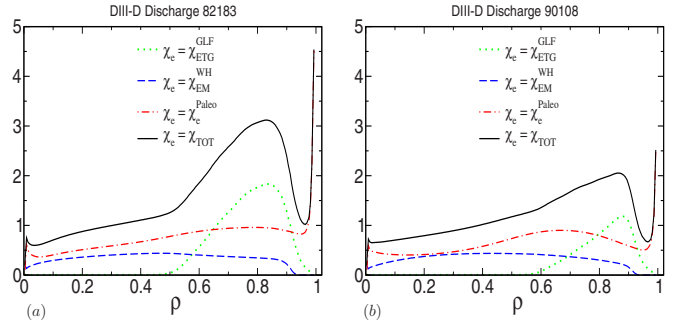 DIII-D Discharge 82183
5
4
3
2
1
0
0
0.2
0.4
0.6
0.8
1
χe = χETG^GLF
χe = χEM^WH
χe = χe^Paleo
χe = χTOT
(a)
ρ
DIII-D Discharge 90108
5
4
3
2
1
0
0
0.2
0.4
0.6
0.8
1
χe = χETG^GLF
χe = χEM^WH
χe = χe^Paleo
χe = χTOT
(b)
ρ